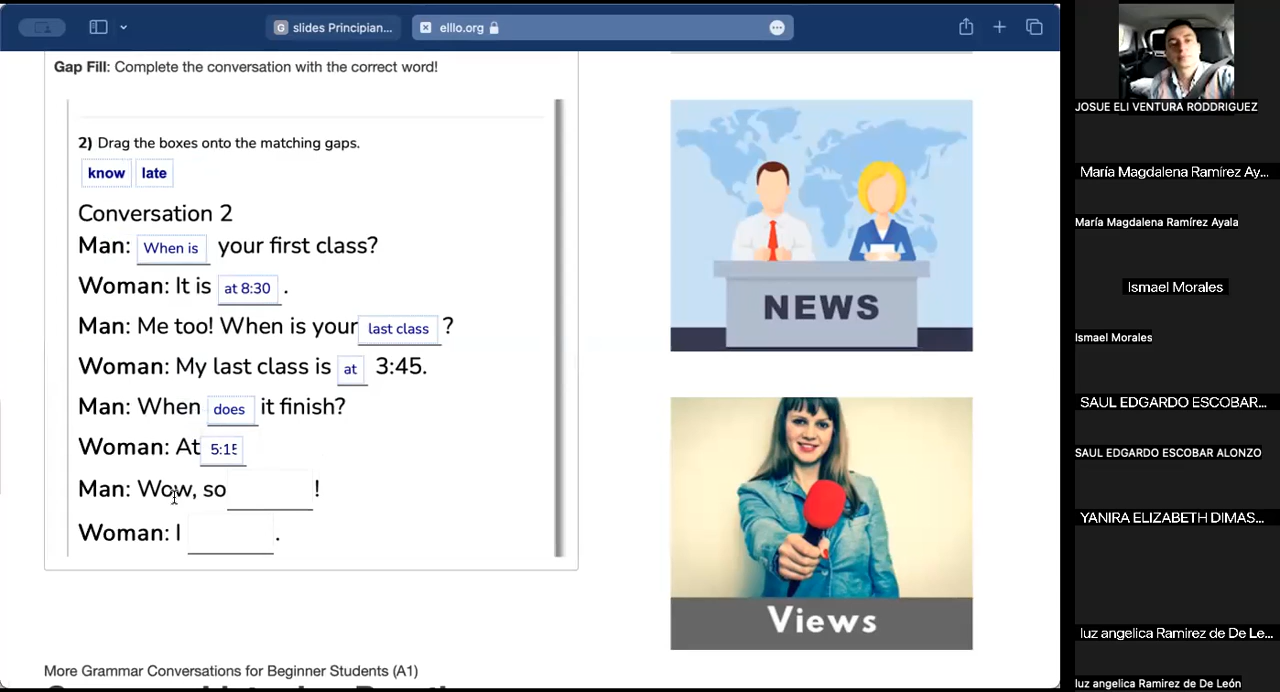 slides Principian...
elllo.org
Gap Fill: Complete the conversation with the correct word!
2) Drag the boxes onto the matching gaps.
know late
Conversation 2
Man: When is your first class?
Woman: It is at 8:30 .
Man: Me too! When is your last class ?
Woman: My last class is at 3:45.
Man: When does it finish?
Woman: At 5:15
Man: Wow, so !
Woman: I .
More Grammar Conversations for Beginner Students (A1)
NEWS
Views
JOSUE ELI VENTURA RODDRIGUEZ
María Magdalena Ramírez Ay...
María Magdalena Ramírez Ayala
Ismael Morales
Ismael Morales
SAUL EDGARDO ESCOBAR...
SAUL EDGARDO ESCOBAR ALONZO
YANIRA ELIZABETH DIMAS...
luz angelica Ramirez de De Le...
luz angelica Ramirez de De León